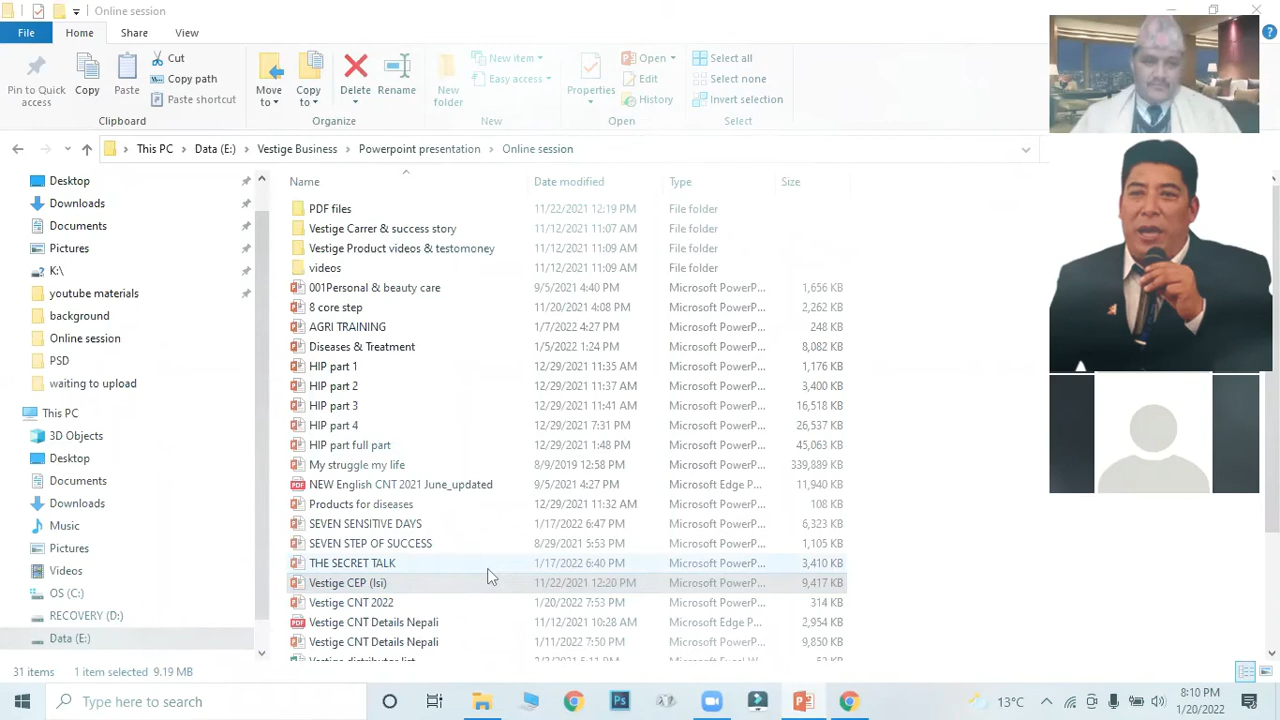 Online session
File Home Share View
Pin to Quick access
Copy
Paste
Cut
Copy path
Paste shortcut
Clipboard
Move to
Copy to
Delete
Rename
Organize
New folder
New item
Easy access
New
Properties
Open
Edit
History
Open
Select all
Select none
Invert selection
Select
This PC > Data (E:) > Vestige Business > Powerpoint presentation > Online session
Desktop
Downloads
Documents
Pictures
K:\
youtube materials
background
Online session
PSD
waiting to upload
This PC
3D Objects
Desktop
Documents
Downloads
Music
Pictures
Videos
OS (C:)
RECOVERY (D:)
Data (E:)
Name Date modified Type Size
PDF files 11/22/2021 12:19 PM File folder
Vestige Carrer & success story 11/12/2021 11:07 AM File folder
Vestige Product videos & testomoney 11/12/2021 11:09 AM File folder
videos 11/12/2021 11:09 AM File folder
001Personal & beauty care 9/5/2021 4:40 PM Microsoft PowerP... 1,656 KB
8 core step 11/20/2021 4:08 PM Microsoft PowerP... 2,262 KB
AGRI TRAINING 1/7/2022 4:27 PM Microsoft PowerP... 248 KB
Diseases & Treatment 1/5/2022 1:24 PM Microsoft PowerP... 8,082 KB
HIP part 1 12/29/2021 11:35 AM Microsoft PowerP... 1,176 KB
HIP part 2 12/29/2021 11:37 AM Microsoft PowerP... 3,400 KB
HIP part 3 12/29/2021 11:41 AM Microsoft PowerP... 16,518 KB
HIP part 4 12/29/2021 7:31 PM Microsoft PowerP... 26,537 KB
HIP part full part 12/29/2021 1:48 PM Microsoft PowerP... 45,063 KB
My struggle my life 8/9/2019 12:58 PM Microsoft PowerP... 339,889 KB
NEW English CNT 2021 June_updated 9/5/2021 4:27 PM Microsoft Edge P... 11,940 KB
Products for diseases 12/29/2021 11:32 AM Microsoft PowerP... 108 KB
SEVEN SENSITIVE DAYS 1/17/2022 6:47 PM Microsoft PowerP... 6,323 KB
SEVEN STEP OF SUCCESS 8/29/2021 5:53 PM Microsoft PowerP... 1,105 KB
THE SECRET TALK 1/17/2022 6:40 PM Microsoft PowerP... 3,410 KB
Vestige CEP (Isi) 11/22/2021 12:20 PM Microsoft PowerP... 9,417 KB
Vestige CNT 2022 1/20/2022 7:53 PM Microsoft PowerP... 314 KB
Vestige CNT Details Nepali 11/12/2021 10:28 AM Microsoft Edge P... 2,954 KB
Vestige CNT Details Nepali 1/11/2022 7:50 PM Microsoft PowerP... 9,850 KB
31 items 1 item selected 9.19 MB
Type here to search
Ps
13°C
8:10 PM
1/20/2022